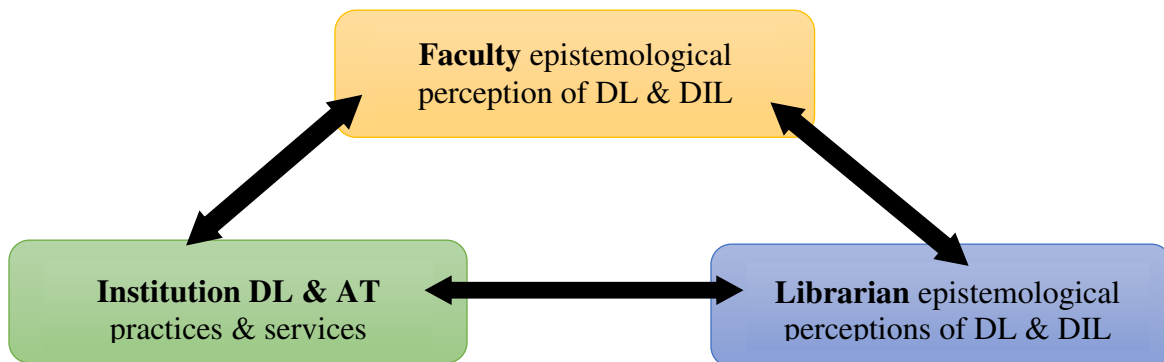 Faculty epistemological
perception of DL & DIL
Institution DL & AT
practices & services
Librarian epistemological
perceptions of DL & DIL